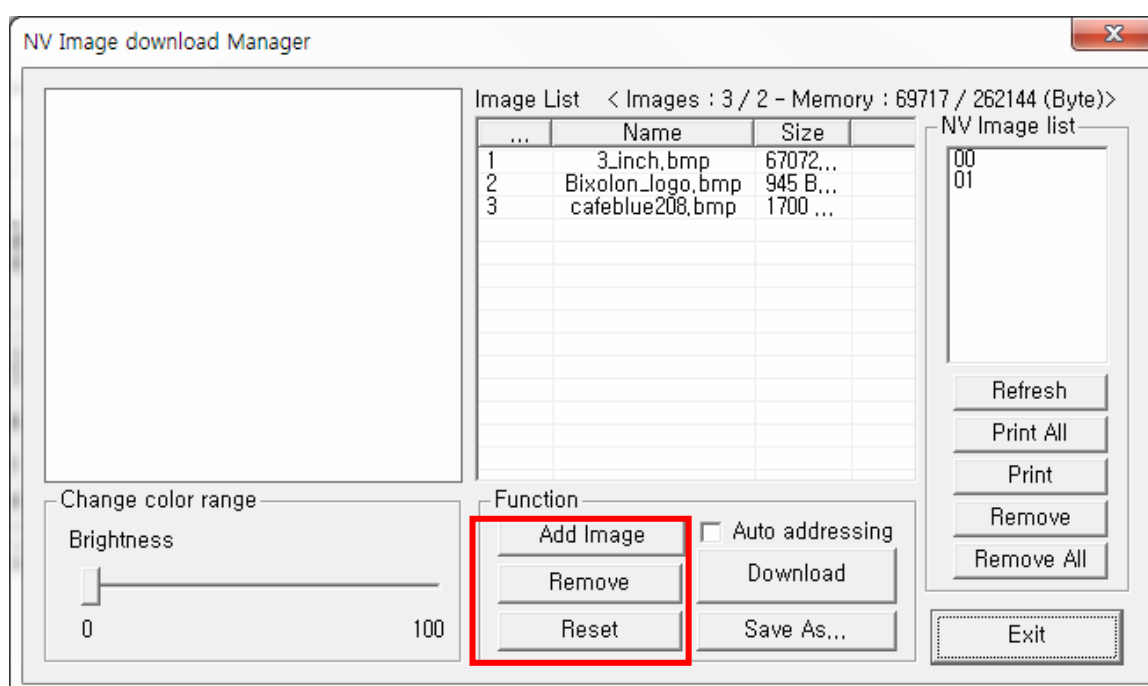 NV Image download Manager
Image List < Images : 3 / 2 - Memory : 69717 / 262144 (Byte)>
... Name Size
1 3_inch.bmp 67072...
2 Bixolon_logo.bmp 945 B...
3 cafeblue208.bmp 1700 ...
NV Image list
00
01
Refresh
Print All
Print
Remove
Remove All
Exit
Change color range
Brightness
0 100
Function
Add Image
Auto addressing
Remove
Download
Reset
Save As...